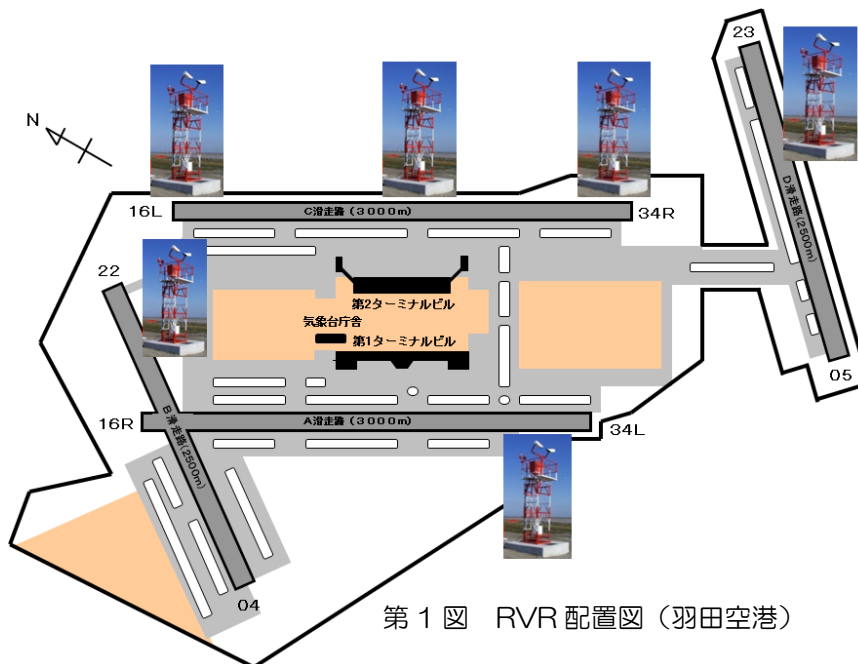 23
N
16L
C滑走路(3000m)
34R
D滑走路(2500m)
22
第2ターミナルビル
気象台庁舎
第1ターミナルビル
05
16R
A滑走路(3000m)
34L
B滑走路(2500m)
04
第1図 RVR配置図(羽田空港)